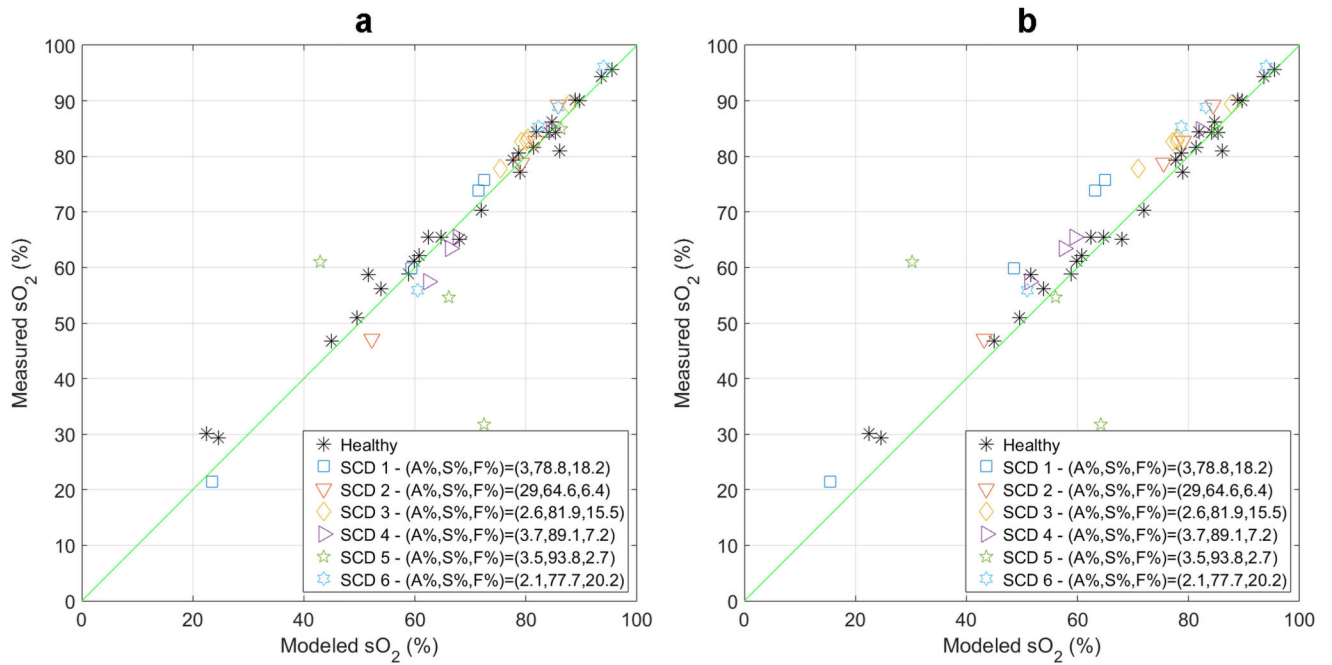 a
100
90
80
70
60
50
40
30
20
10
0
Measured sO2 (%)
Healthy
SCD 1 - (A%,S%,F%)=(3,78.8,18.2)
SCD 2 - (A%,S%,F%)=(29,64.6,6.4)
SCD 3 - (A%,S%,F%)=(2.6,81.9,15.5)
SCD 4 - (A%,S%,F%)=(3.7,89.1,7.2)
SCD 5 - (A%,S%,F%)=(3.5,93.8,2.7)
SCD 6 - (A%,S%,F%)=(2.1,77.7,20.2)
0 20 40 60 80 100
Modeled sO2 (%)
b
100
90
80
70
60
50
40
30
20
10
0
Measured sO2 (%)
Healthy
SCD 1 - (A%,S%,F%)=(3,78.8,18.2)
SCD 2 - (A%,S%,F%)=(29,64.6,6.4)
SCD 3 - (A%,S%,F%)=(2.6,81.9,15.5)
SCD 4 - (A%,S%,F%)=(3.7,89.1,7.2)
SCD 5 - (A%,S%,F%)=(3.5,93.8,2.7)
SCD 6 - (A%,S%,F%)=(2.1,77.7,20.2)
0 20 40 60 80 100
Modeled sO2 (%)